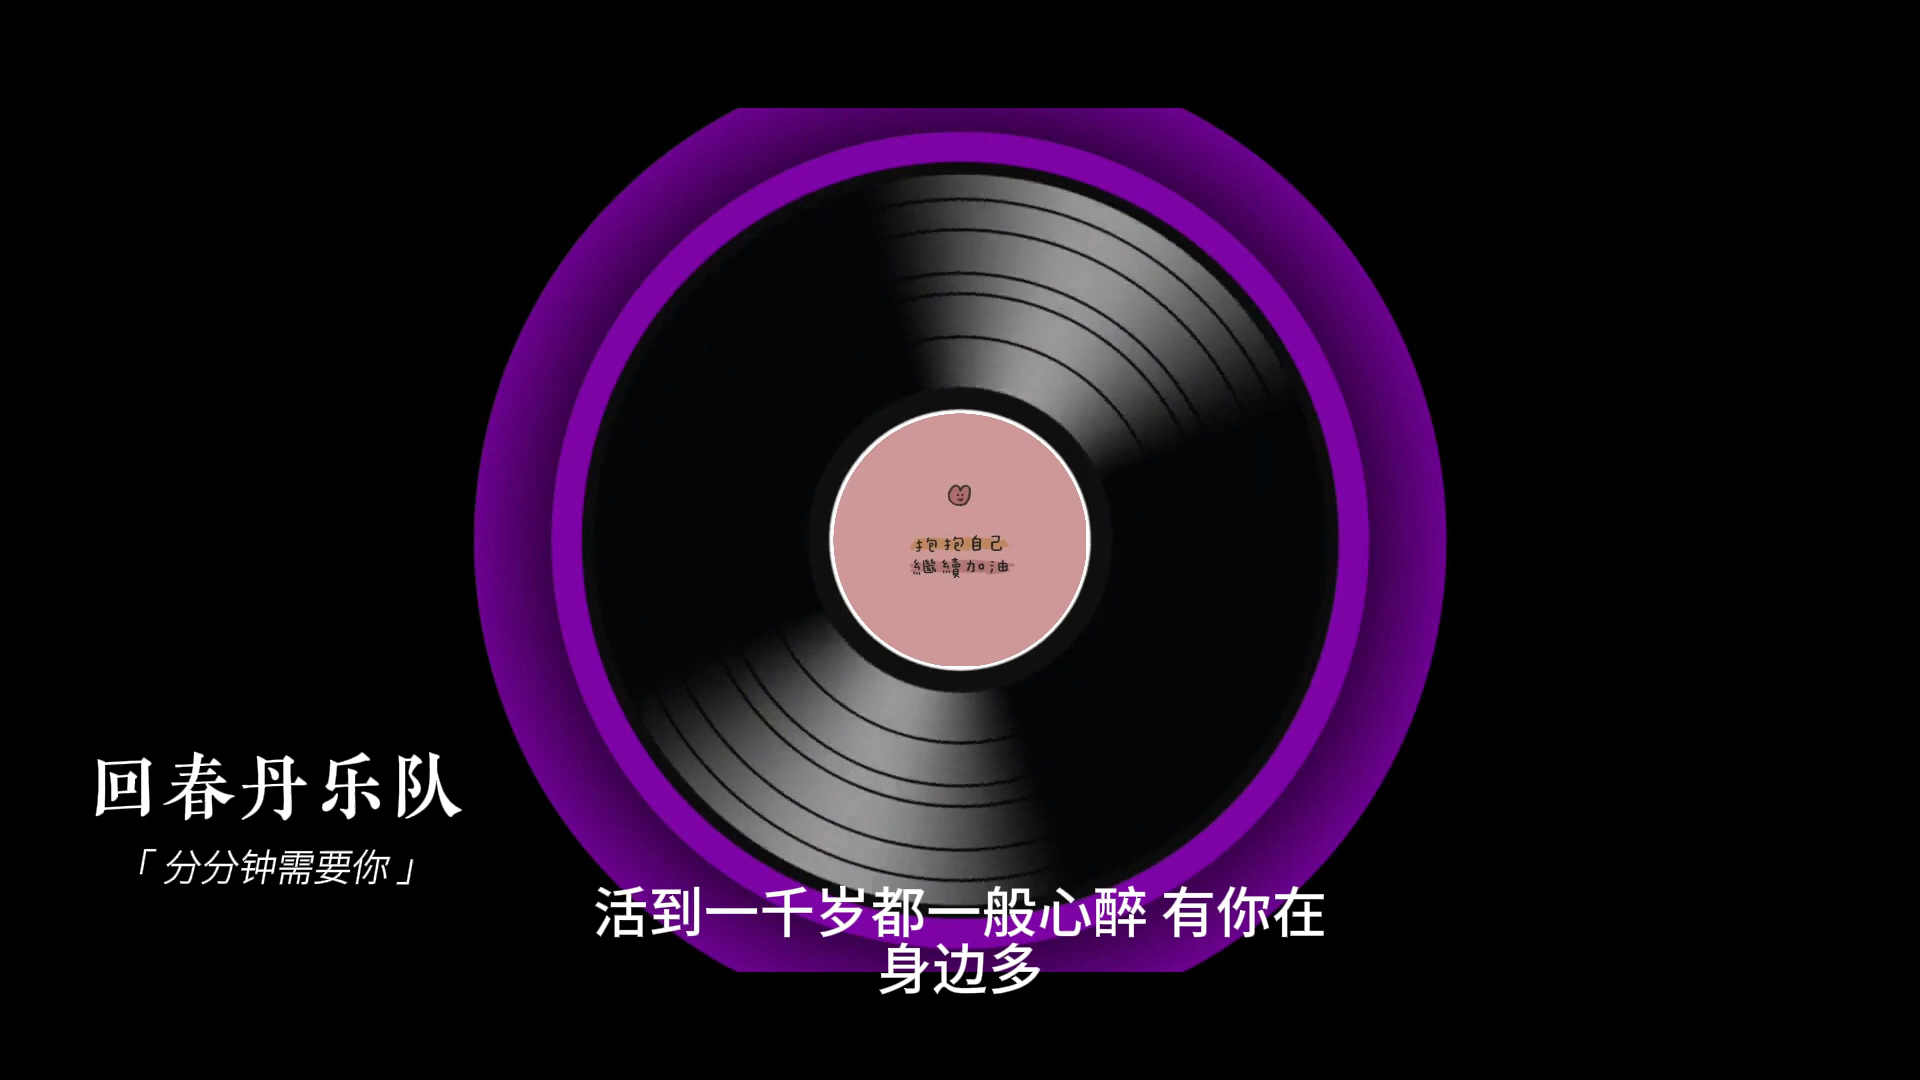 抱抱自己
繼續加油
回春丹乐队
「分分钟需要你」
活到一千岁都一般心醉 有你在
身边多